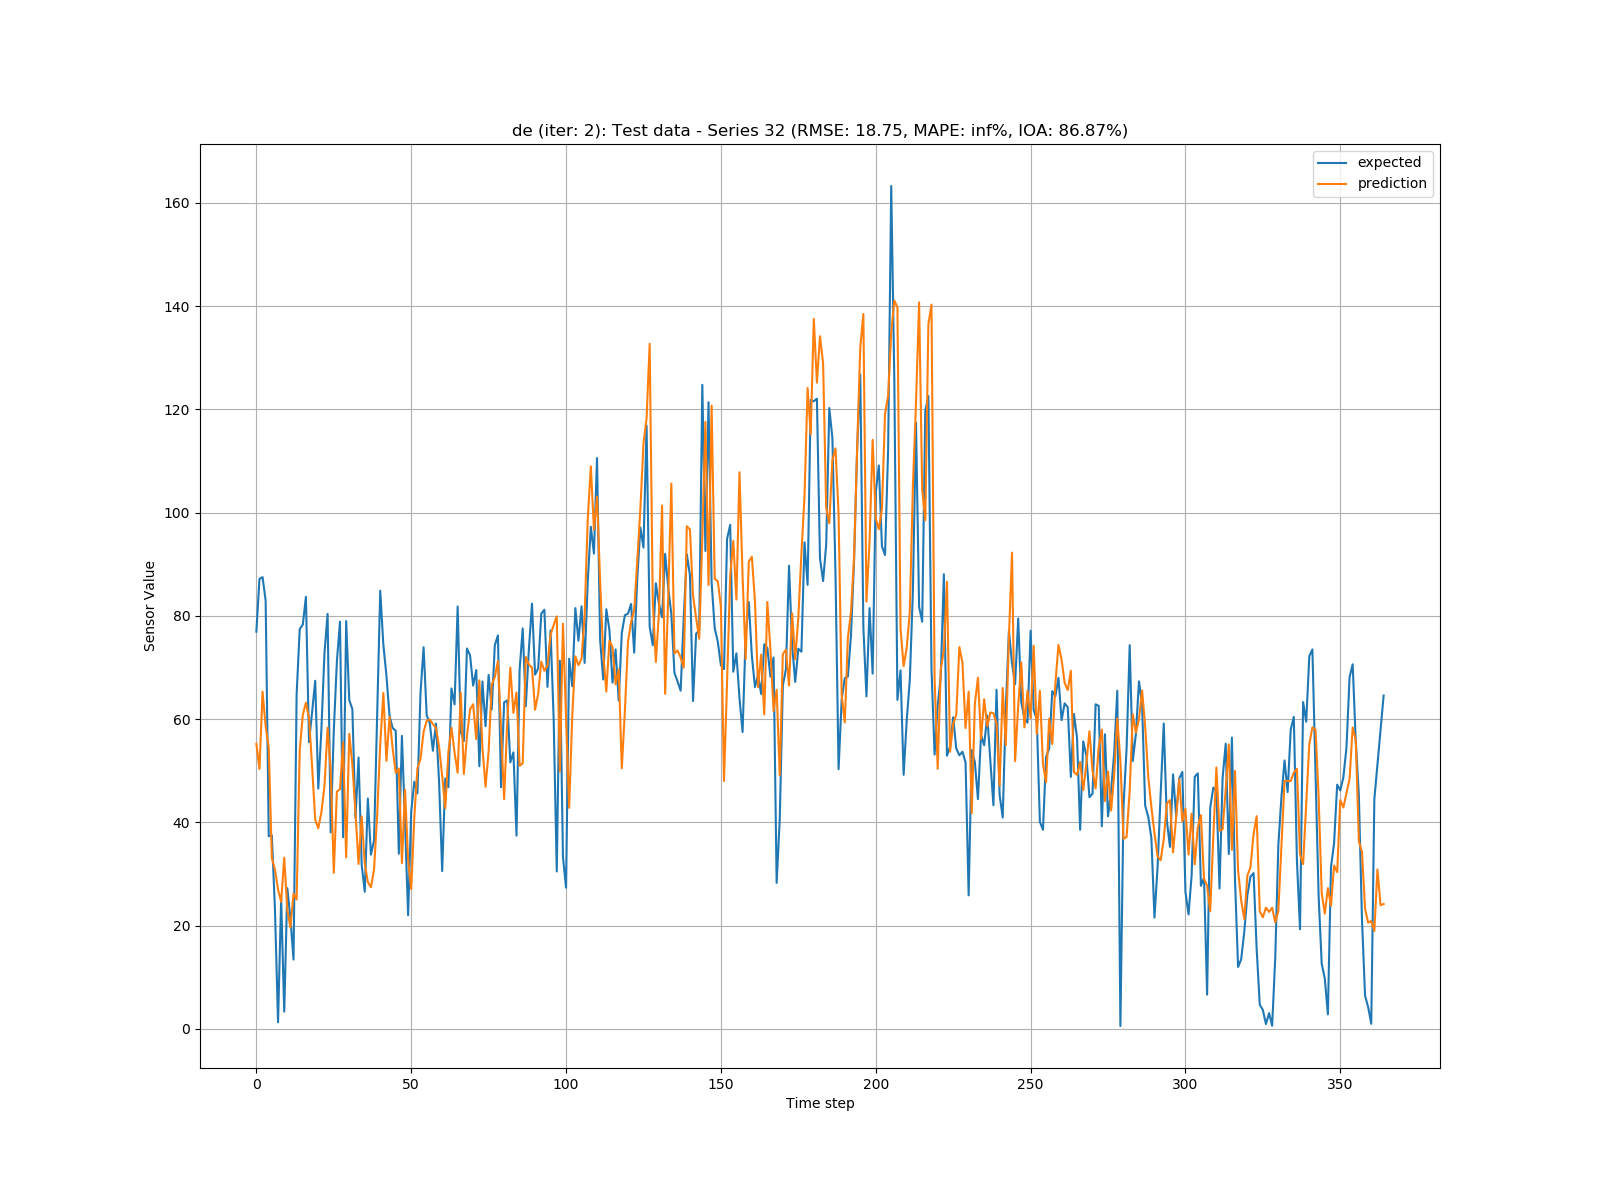 de (iter: 2): Test data - Series 32 (RMSE: 18.75, MAPE: inf%, IOA: 86.87%)
expected
prediction
160
140
120
100
80
60
40
20
0
Sensor Value
0 50 100 150 200 250 300 350
Time step